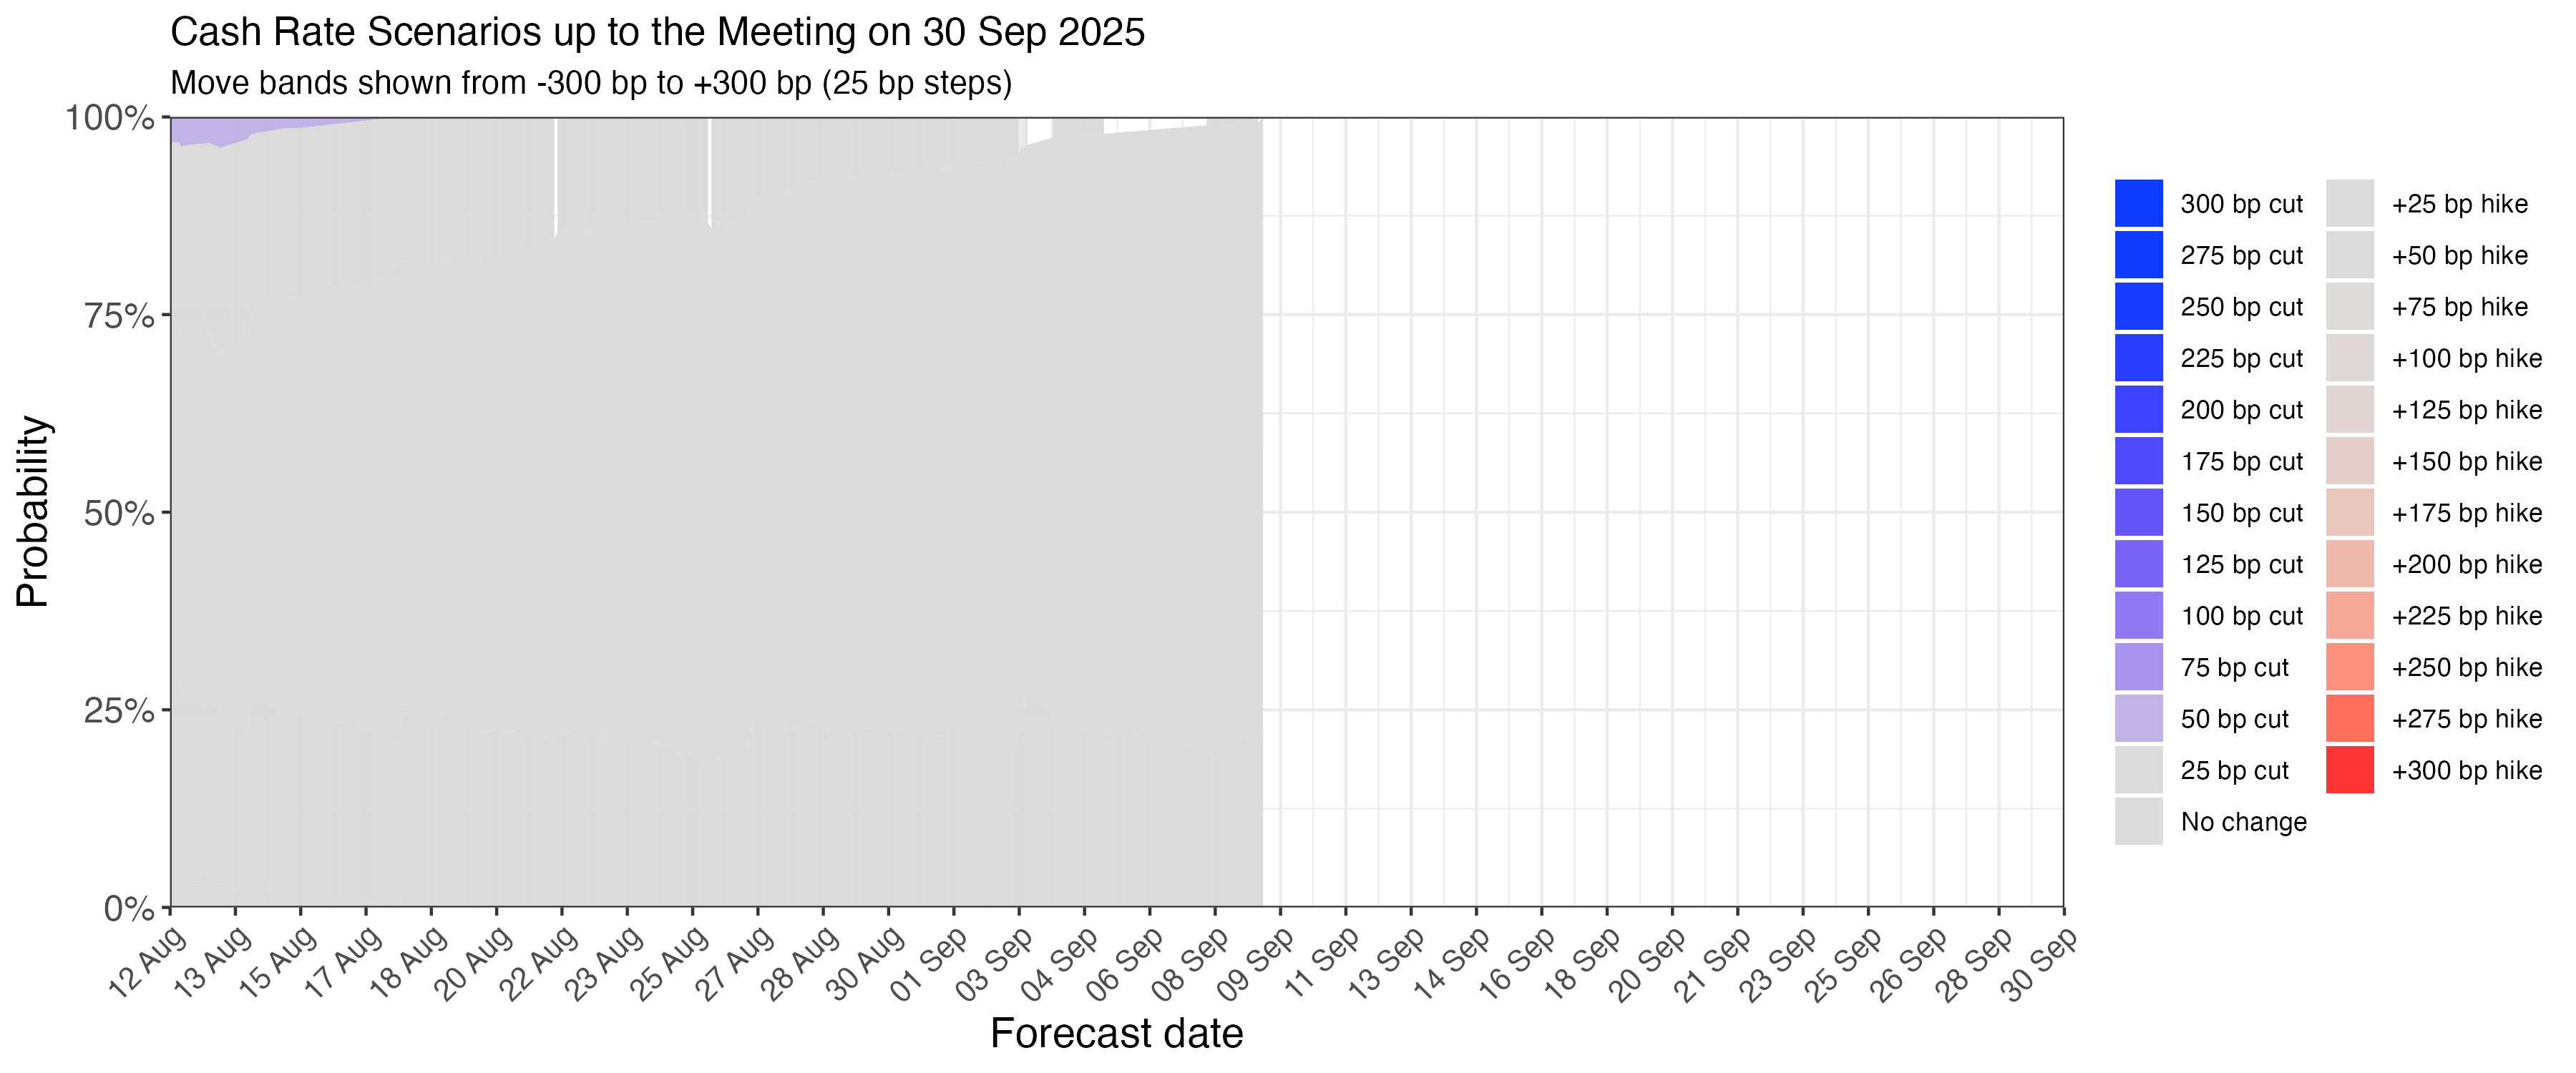 Cash Rate Scenarios up to the Meeting on 30 Sep 2025
Move bands shown from -300 bp to +300 bp (25 bp steps)
Probability
100%
75%
50%
25%
0%
12 Aug
13 Aug
15 Aug
17 Aug
18 Aug
20 Aug
22 Aug
23 Aug
25 Aug
27 Aug
28 Aug
30 Aug
01 Sep
03 Sep
04 Sep
06 Sep
08 Sep
09 Sep
11 Sep
13 Sep
14 Sep
16 Sep
18 Sep
20 Sep
21 Sep
23 Sep
25 Sep
26 Sep
28 Sep
30 Sep
Forecast date
300 bp cut
275 bp cut
250 bp cut
225 bp cut
200 bp cut
175 bp cut
150 bp cut
125 bp cut
100 bp cut
75 bp cut
50 bp cut
25 bp cut
No change
+25 bp hike
+50 bp hike
+75 bp hike
+100 bp hike
+125 bp hike
+150 bp hike
+175 bp hike
+200 bp hike
+225 bp hike
+250 bp hike
+275 bp hike
+300 bp hike